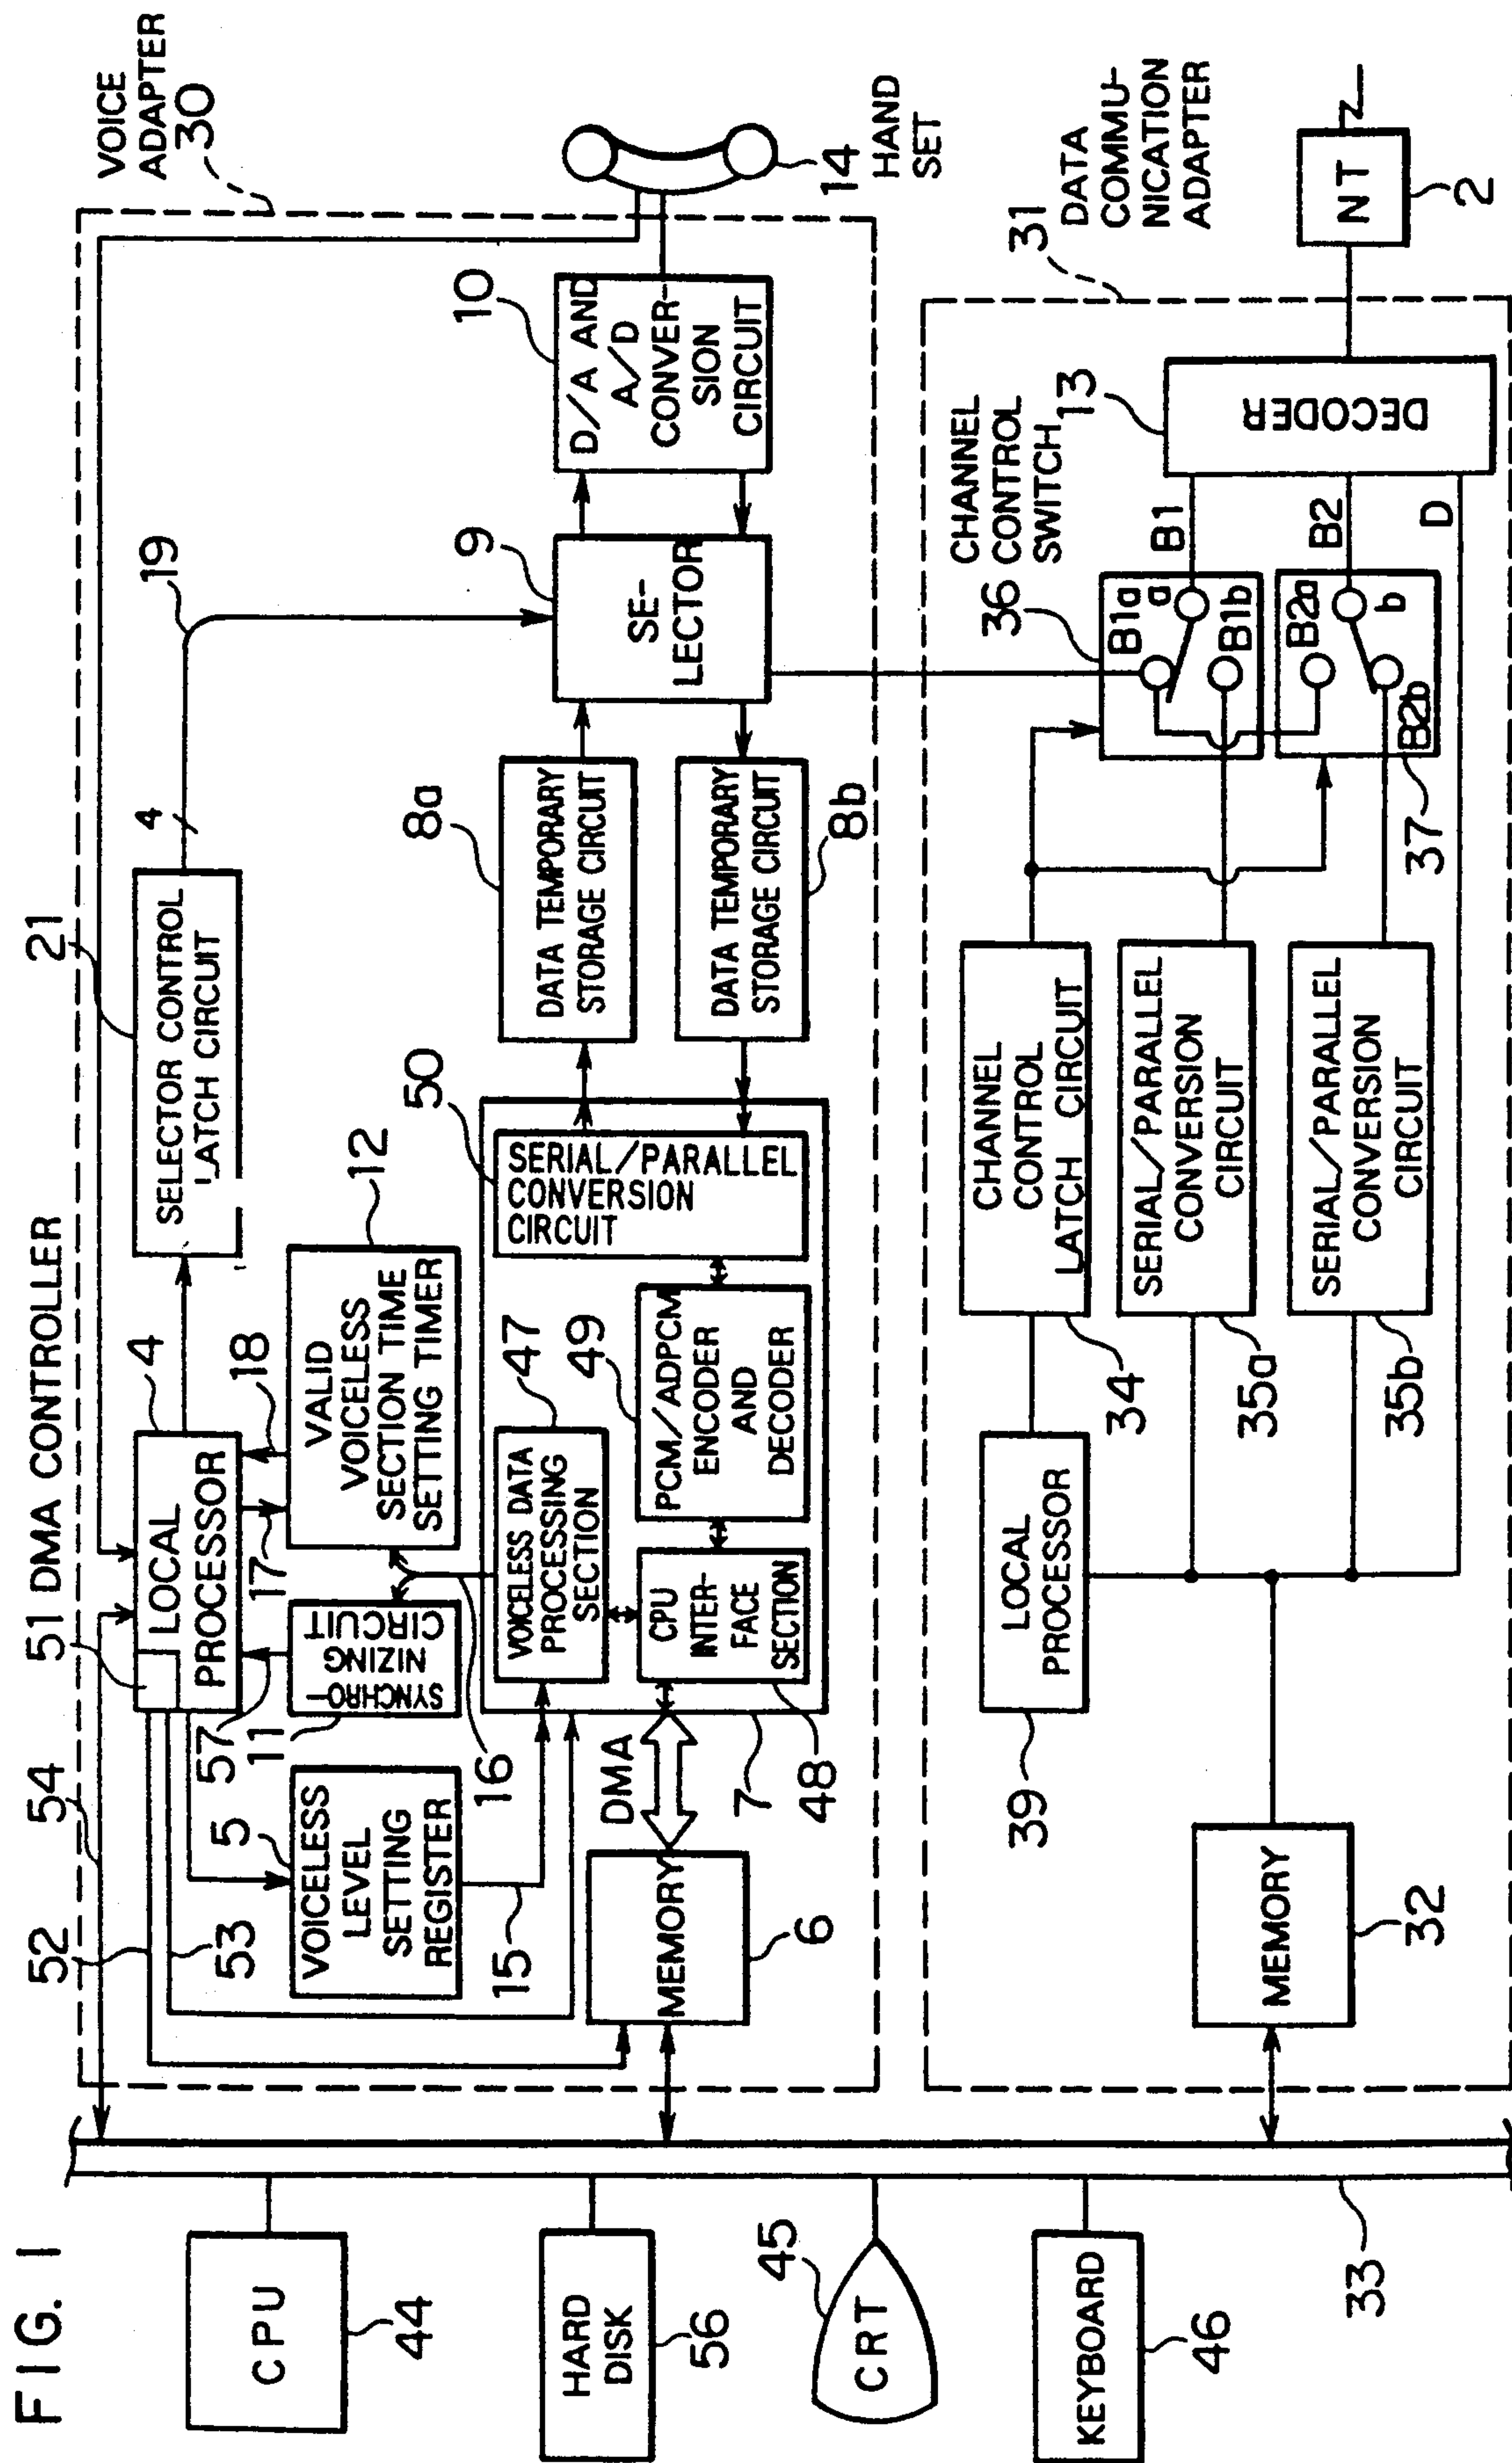 FIG. 1
CPU
44
HARD
DISK
56
CRT
45
KEYBOARD
46
33
VOICE
ADAPTER
30
54
52
53
51 DMA CONTROLLER
LOCAL
PROCESSOR
4
SELECTOR CONTROL
LATCH CIRCUIT
21
4
19
5
VOICELESS
LEVEL
SETTING
REGISTER
15
57
11
SYNCHRO-
NIZING
CIRCUIT
17
18
VALID
VOICELESS
SECTION TIME
SETTING TIMER
12
16
MEMORY
6
DMA
7
VOICELESS DATA
PROCESSING
SECTION
47
CPU
INTER-
FACE
SECTION
48
PCM/ADPCM
ENCODER
AND
DECODER
49
SERIAL/PARALLEL
CONVERSION
CIRCUIT
50
DATA TEMPORARY
STORAGE CIRCUIT
8a
DATA TEMPORARY
STORAGE CIRCUIT
8b
SE-
LECTOR
9
D/A AND
A/D
CONVER-
SION
CIRCUIT
10
14
HAND
SET
31
DATA
COMMU-
NICATION
ADAPTER
MEMORY
32
LOCAL
PROCESSOR
39
CHANNEL
CONTROL
LATCH CIRCUIT
34
SERIAL/PARALLEL
CONVERSION
CIRCUIT
35a
SERIAL/PARALLEL
CONVERSION
CIRCUIT
35b
CHANNEL
CONTROL
SWITCH
36
B1a
a
B1b
B2a
b
B2b
37
B1
B2
D
DECODER
13
NT
2